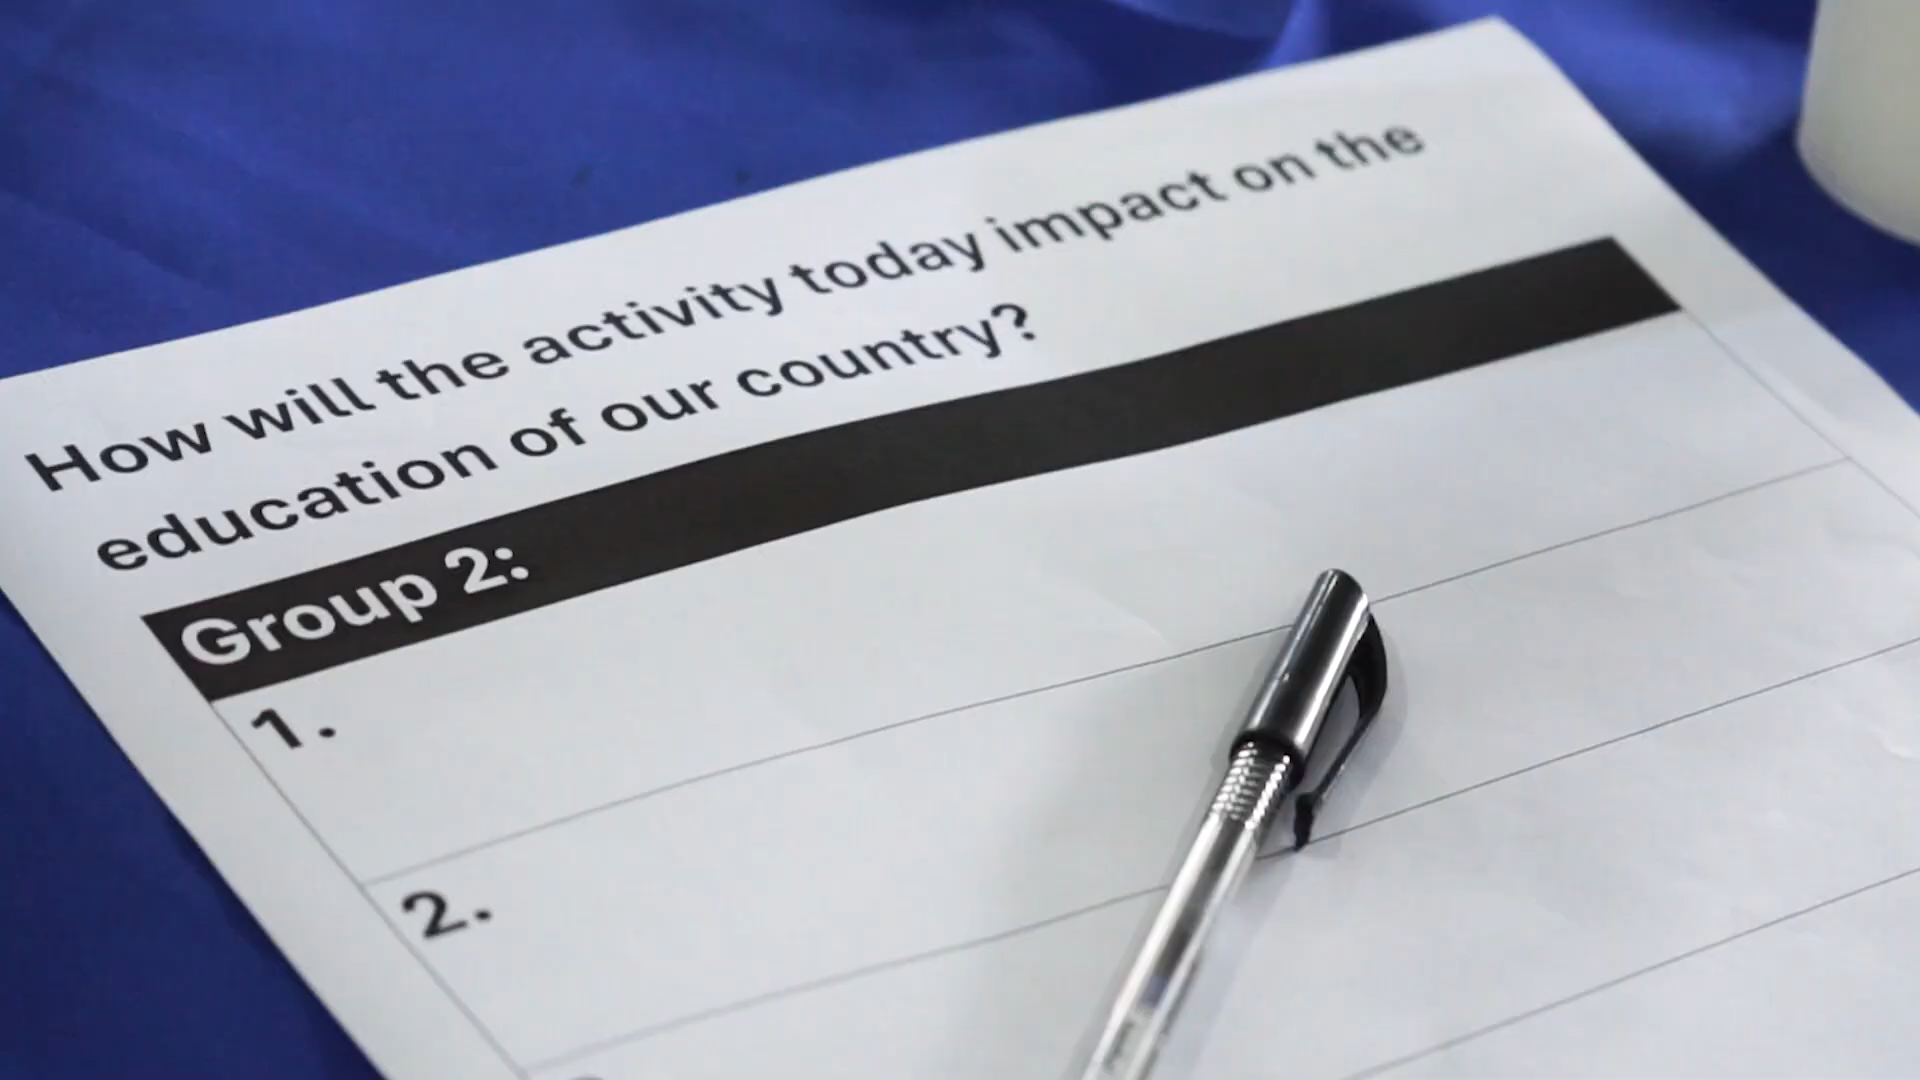 How will the activity today impact on the
education of our country?
Group 2:
1.
2.